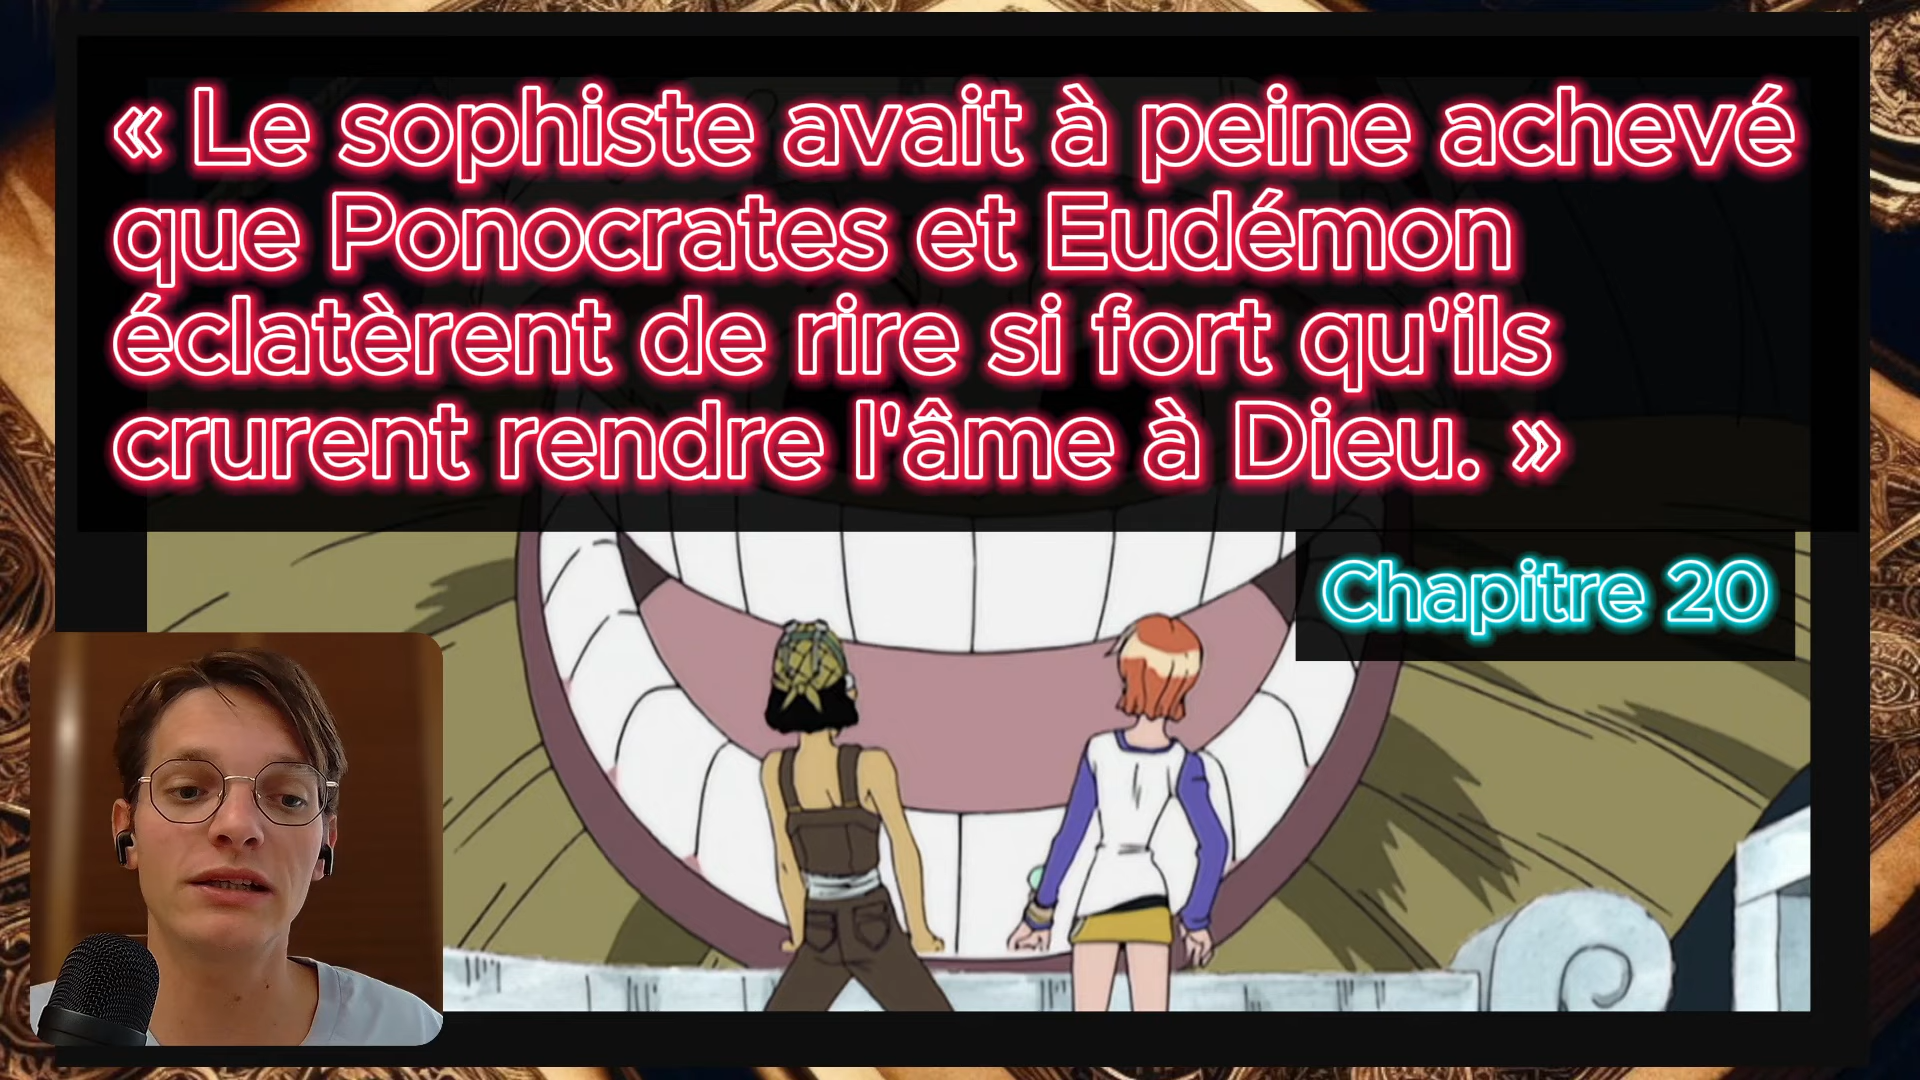 « Le sophiste avait à peine achevé
que Ponocrates et Eudémon
éclatèrent de rire si fort qu'ils
crurent rendre l'âme à Dieu. »
Chapitre 20